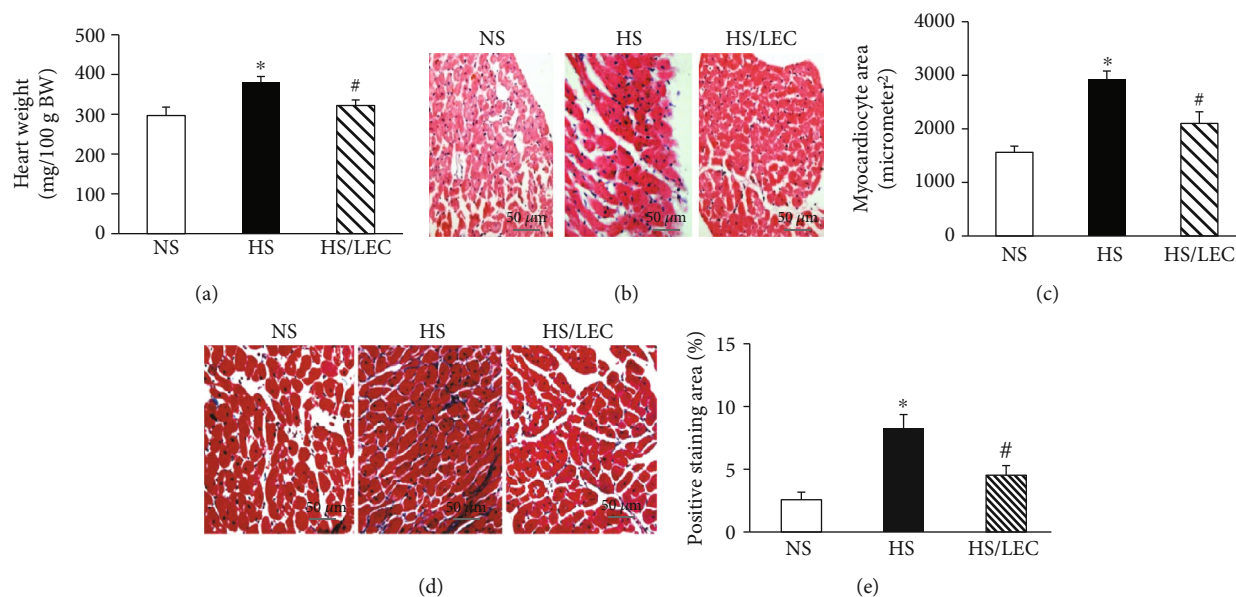 Heart weight
(mg/100 g BW)
500
400
300
200
100
0
*
#
NS
HS
HS/LEC
(a)
NS
HS
HS/LEC
50 μm
50 μm
50 μm
(b)
Myocardiocyte area
(micrometer²)
4000
3000
2000
1000
0
*
#
NS
HS
HS/LEC
(c)
NS
HS
HS/LEC
50 μm
50 μm
50 μm
(d)
Positive staining area (%)
15
10
5
0
*
#
NS
HS
HS/LEC
(e)